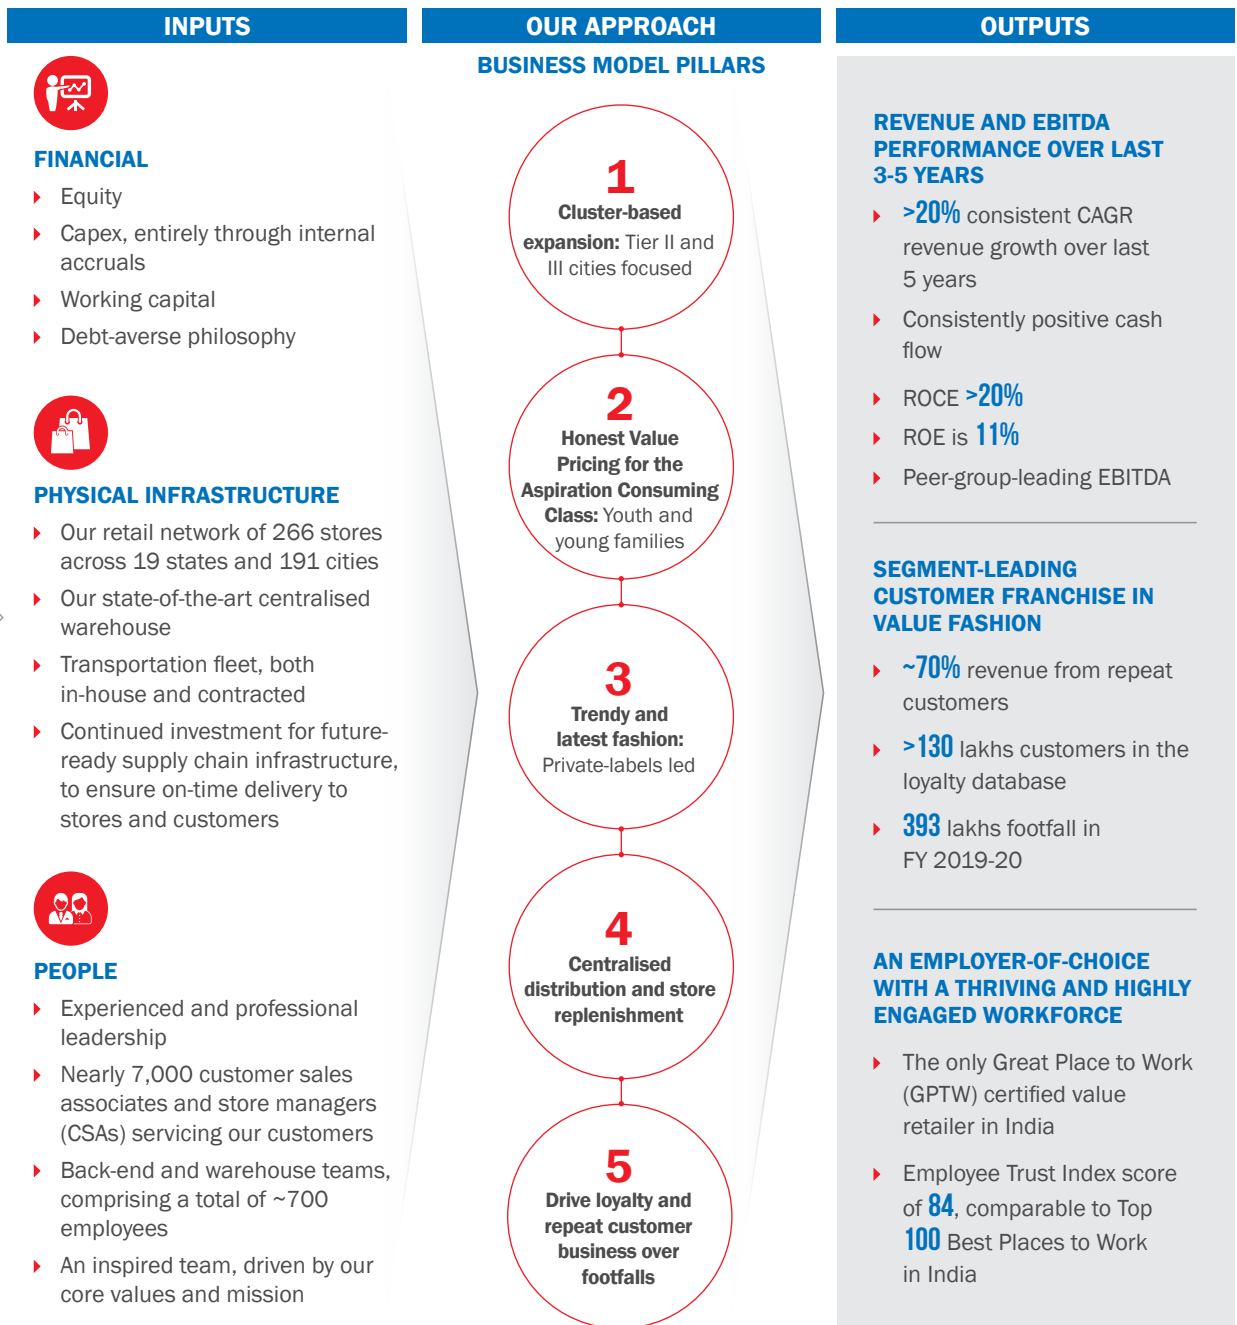 INPUTS
FINANCIAL
Equity
Capex, entirely through internal
accruals
Working capital
Debt-averse philosophy
PHYSICAL INFRASTRUCTURE
Our retail network of 266 stores
across 19 states and 191 cities
Our state-of-the-art centralised
warehouse
Transportation fleet, both
in-house and contracted
Continued investment for future-
ready supply chain infrastructure,
to ensure on-time delivery to
stores and customers
PEOPLE
Experienced and professional
leadership
Nearly 7,000 customer sales
associates and store managers
(CSAs) servicing our customers
Back-end and warehouse teams,
comprising a total of ~700
employees
An inspired team, driven by our
core values and mission
OUR APPROACH
BUSINESS MODEL PILLARS
1
Cluster-based
expansion: Tier II and
III cities focused
2
Honest Value
Pricing for the
Aspiration Consuming
Class: Youth and
young families
3
Trendy and
latest fashion:
Private-labels led
4
Centralised
distribution and store
replenishment
5
Drive loyalty and
repeat customer
business over
footfalls
OUTPUTS
REVENUE AND EBITDA
PERFORMANCE OVER LAST
3-5 YEARS
>20% consistent CAGR
revenue growth over last
5 years
Consistently positive cash
flow
ROCE >20%
ROE is 11%
Peer-group-leading EBITDA
SEGMENT-LEADING
CUSTOMER FRANCHISE IN
VALUE FASHION
~70% revenue from repeat
customers
>130 lakhs customers in the
loyalty database
393 lakhs footfall in
FY 2019-20
AN EMPLOYER-OF-CHOICE
WITH A THRIVING AND HIGHLY
ENGAGED WORKFORCE
The only Great Place to Work
(GPTW) certified value
retailer in India
Employee Trust Index score
of 84, comparable to Top
100 Best Places to Work
in India